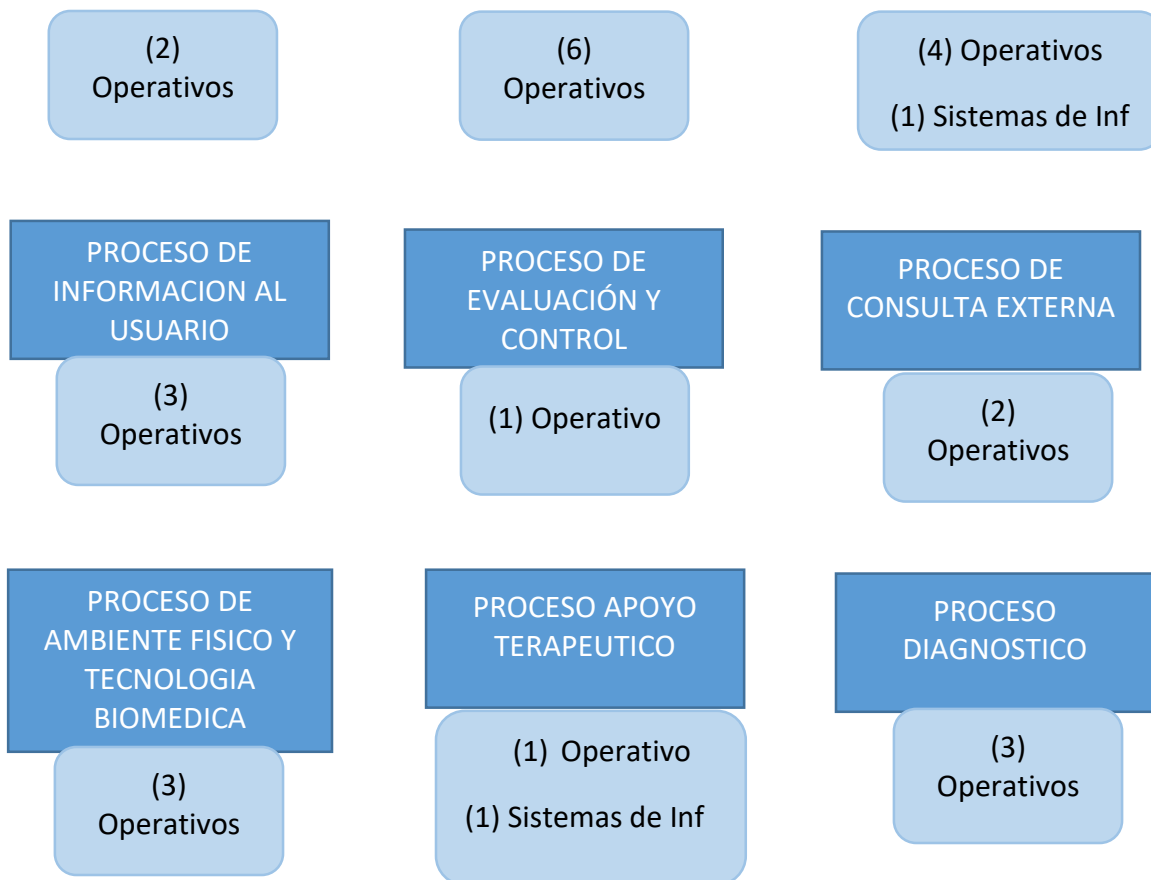 (2)
Operativos
(6)
Operativos
(4) Operativos
(1) Sistemas de Inf
PROCESO DE
INFORMACION AL
USUARIO
(3)
Operativos
PROCESO DE
EVALUACIÓN Y
CONTROL
(1) Operativo
PROCESO DE
CONSULTA EXTERNA
(2)
Operativos
PROCESO DE
AMBIENTE FISICO Y
TECNOLOGIA
BIOMEDICA
(3)
Operativos
PROCESO APOYO
TERAPEUTICO
(1) Operativo
(1) Sistemas de Inf
PROCESO
DIAGNOSTICO
(3)
Operativos